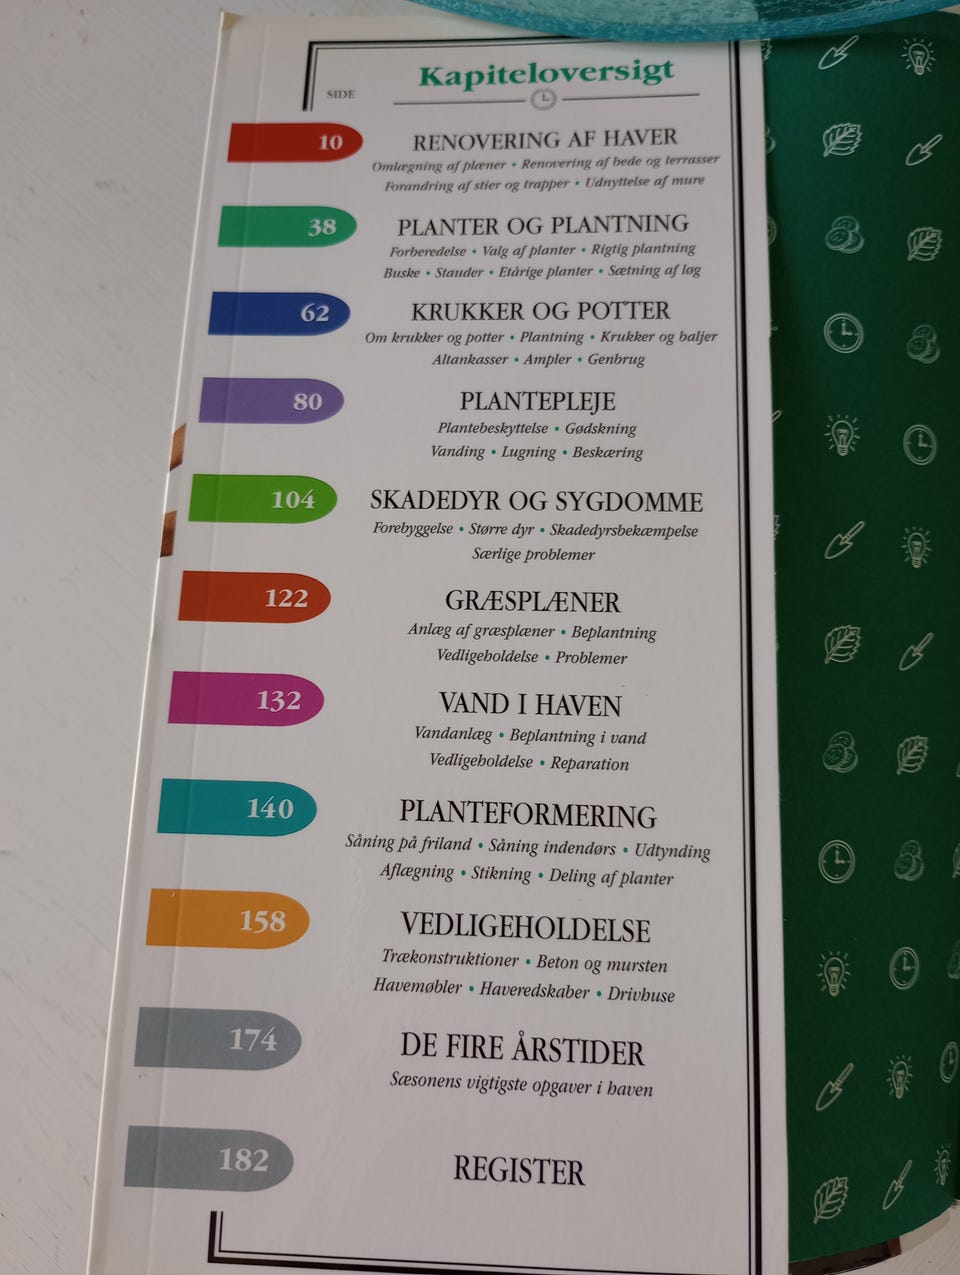 Kapiteloversigt
SIDE
10 RENOVERING AF HAVER
Omlægning af plæner • Renovering af bede og terrasser
Forandring af stier og trapper • Udnyttelse af mure
38 PLANTER OG PLANTNING
Forberedelse • Valg af planter • Rigtig plantning
Buske • Stauder • Etårige planter • Sætning af løg
62 KRUKKER OG POTTER
Om krukker og potter • Plantning • Krukker og baljer
Altankasser • Ampler • Genbrug
80 PLANTEPLEJE
Plantebeskyttelse • Gødskning
Vanding • Lugning • Beskæring
104 SKADEDYR OG SYGDOMME
Forebyggelse • Større dyr • Skadedyrsbekæmpelse
Særlige problemer
122 GRÆSPLÆNER
Anlæg af græsplæner • Beplantning
Vedligeholdelse • Problemer
132 VAND I HAVEN
Vandanlæg • Beplantning i vand
Vedligeholdelse • Reparation
140 PLANTEFORMERING
Såning på friland • Såning indendørs • Udtynding
Aflægning • Stikning • Deling af planter
158 VEDLIGEHOLDELSE
Trækonstruktioner • Beton og mursten
Havemøbler • Haveredskaber • Drivhuse
174 DE FIRE ÅRSTIDER
Sæsonens vigtigste opgaver i haven
182 REGISTER